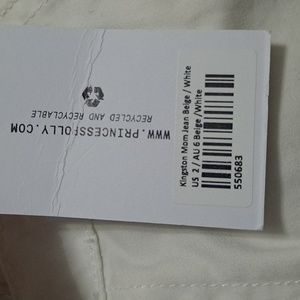 Kingston Mom Jean Beige / White
US 2 / AU 6 Beige / White
550683
RECYCLED AND RECYCLABLE
WWW.PRINCESSPOLLY.COM